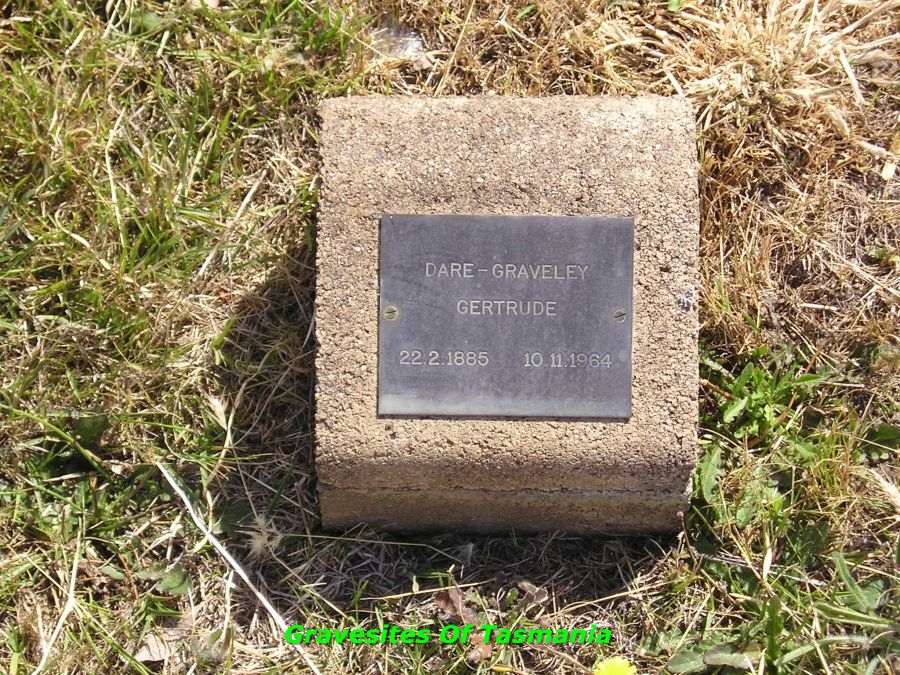 DARE-GRAVELEY
GERTRUDE
22.2.1885 10.11.1964
Gravesites Of Tasmania